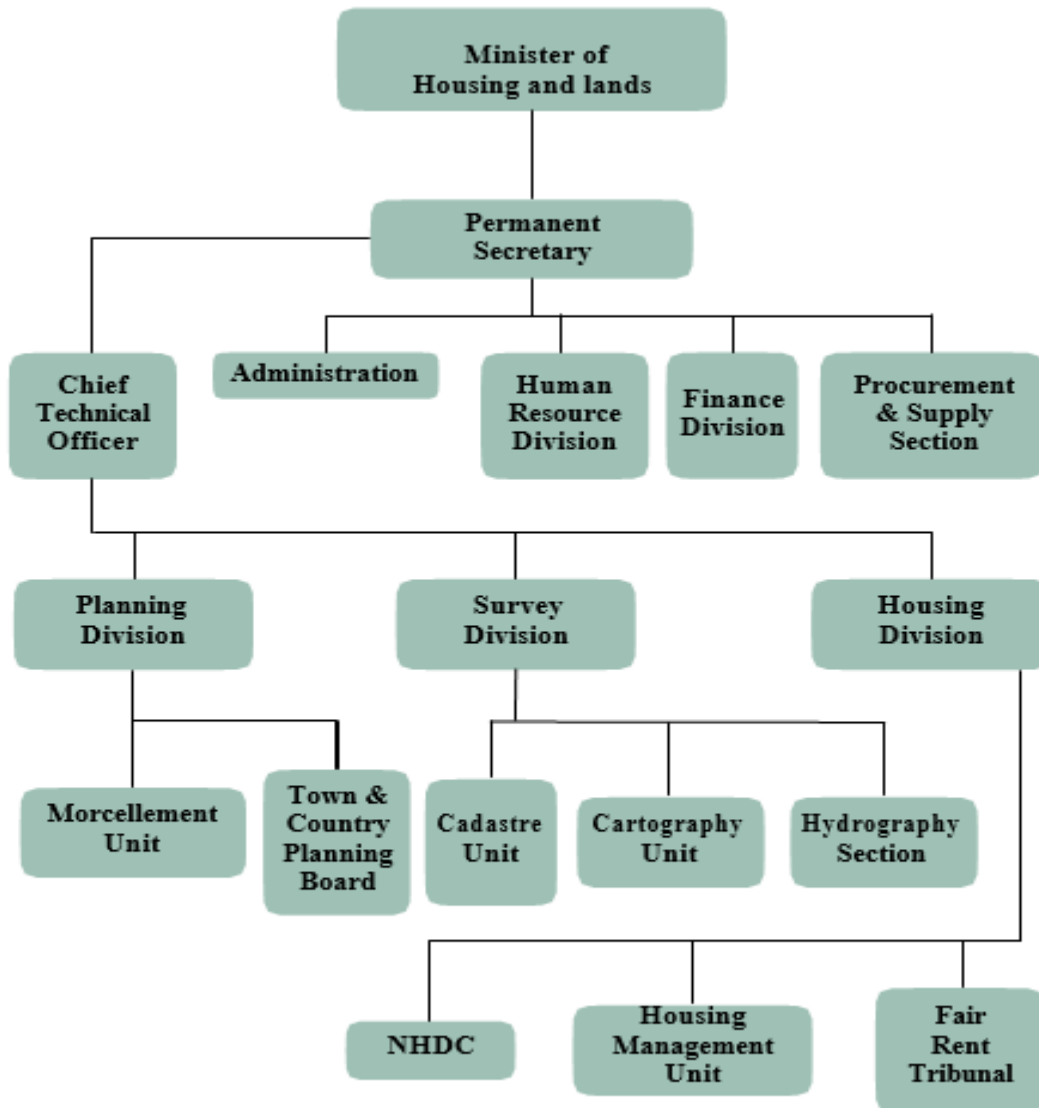 Minister of
Housing and lands
Permanent
Secretary
Chief
Technical
Officer
Administration
Human
Resource
Division
Finance
Division
Procurement
& Supply
Section
Planning
Division
Survey
Division
Housing
Division
Morcellement
Unit
Town &
Country
Planning
Board
Cadastre
Unit
Cartography
Unit
Hydrography
Section
NHDC
Housing
Management
Unit
Fair
Rent
Tribunal